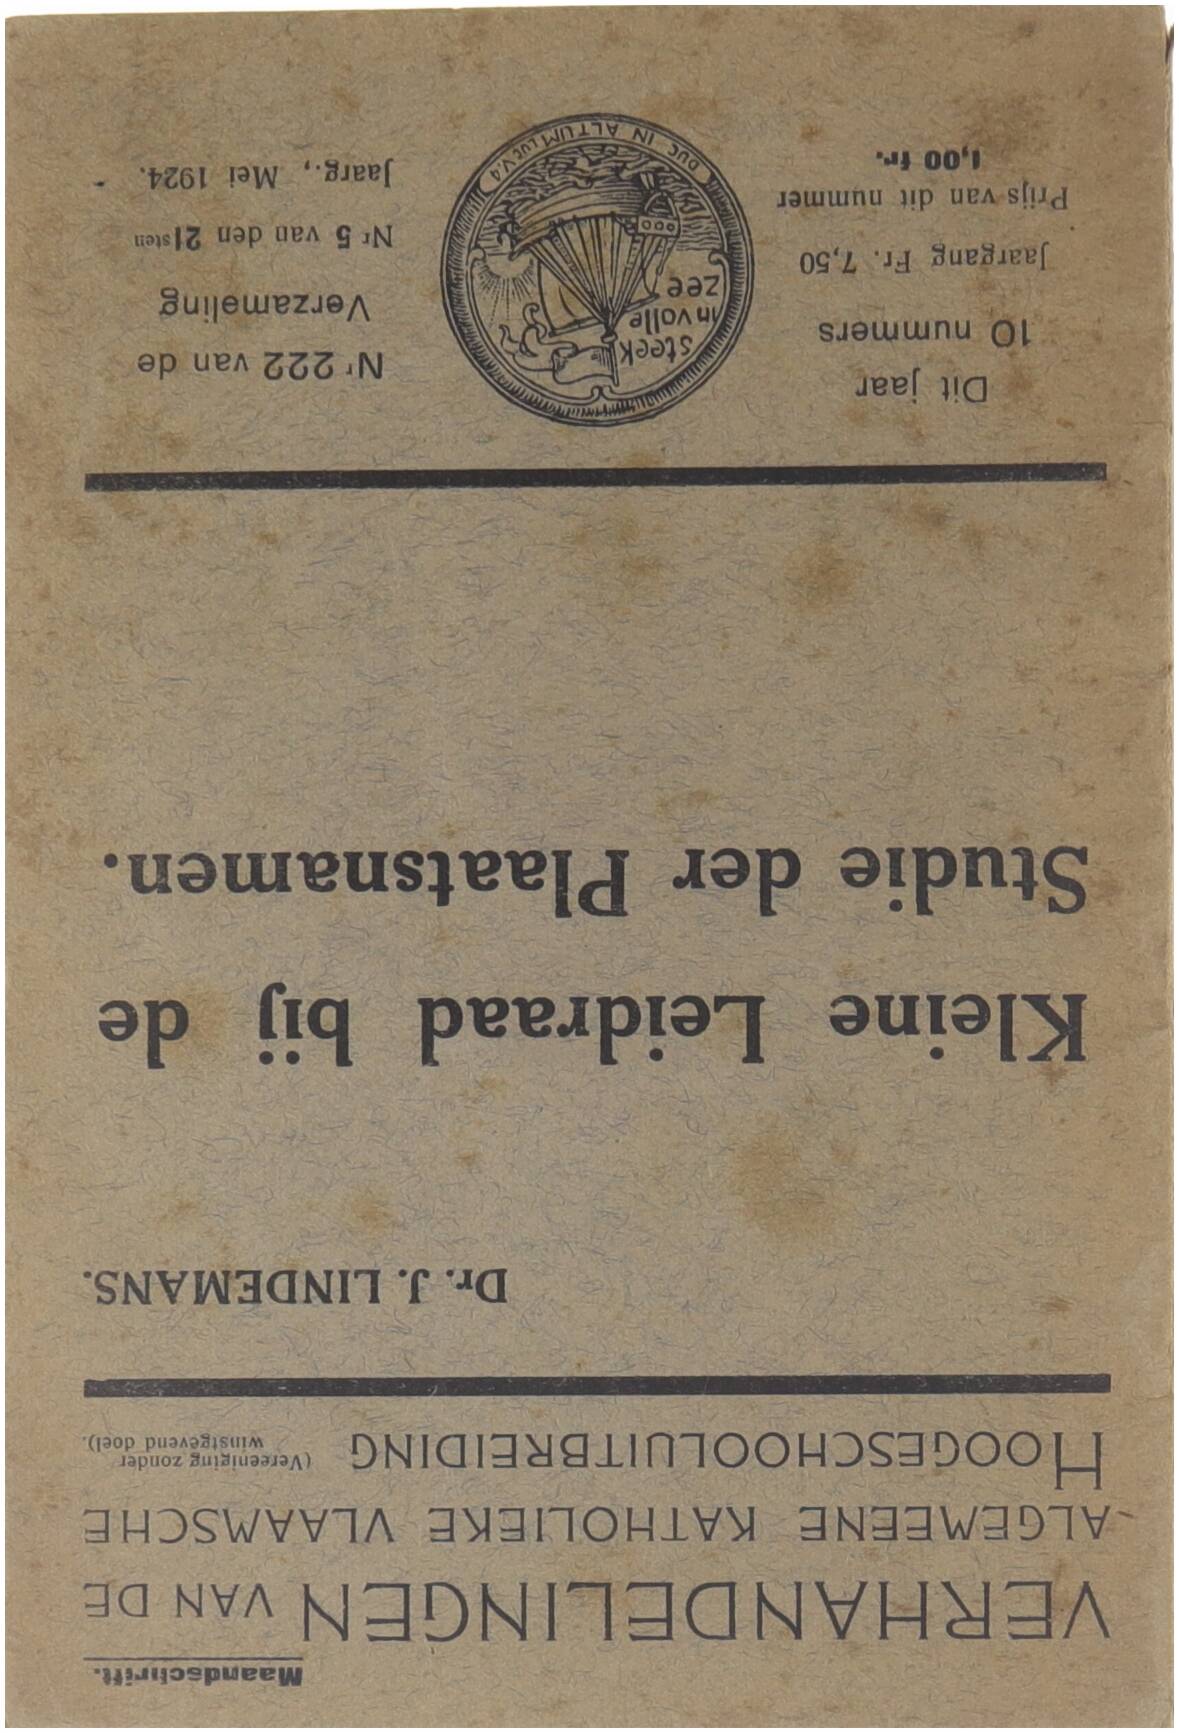 Maandschrift.
VERHANDELINGEN VAN DE
ALGEMEENE KATHOLIEKE VLAAMSCHE
HOOGESCHOOLUITBREIDING
(Vereeniging zonder
winstgevend doel).
Dr. J. LINDEMANS.
Kleine Leidraad bij de
Studie der Plaatsnamen.
Dit jaar
10 nummers
Jaargang Fr. 7,50
Prijs van dit nummer
1,00 fr.
steek
in volle
zee
DUC IN ALTUM LUC V.4
Nr 222 van de
Verzameling
Nr 5 van den 21sten
Jaarg., Mei 1924.